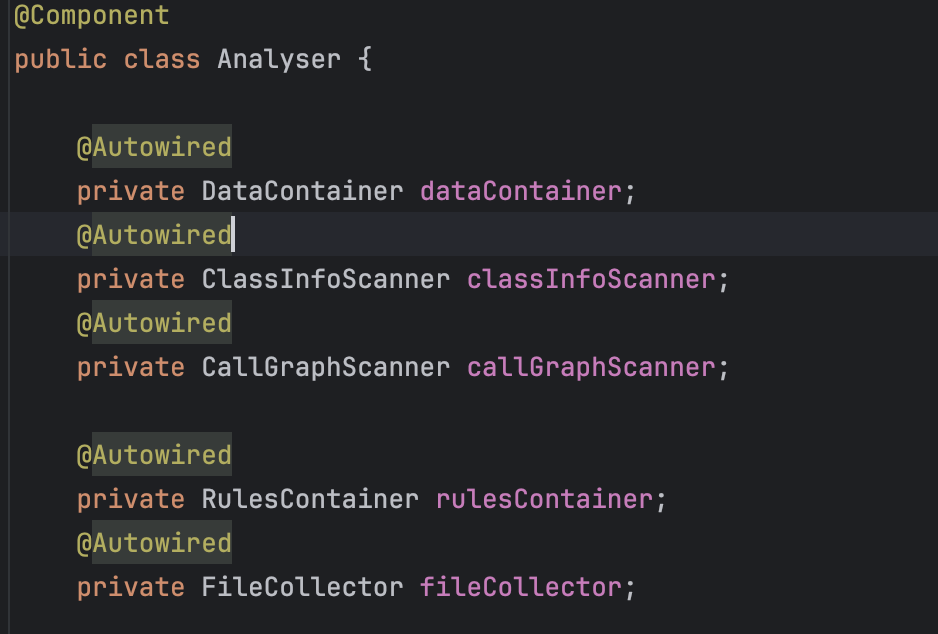 @Component
public class Analyser {
@Autowired
private DataContainer dataContainer;
@Autowired
private ClassInfoScanner classInfoScanner;
@Autowired
private CallGraphScanner callGraphScanner;
@Autowired
private RulesContainer rulesContainer;
@Autowired
private FileCollector fileCollector;